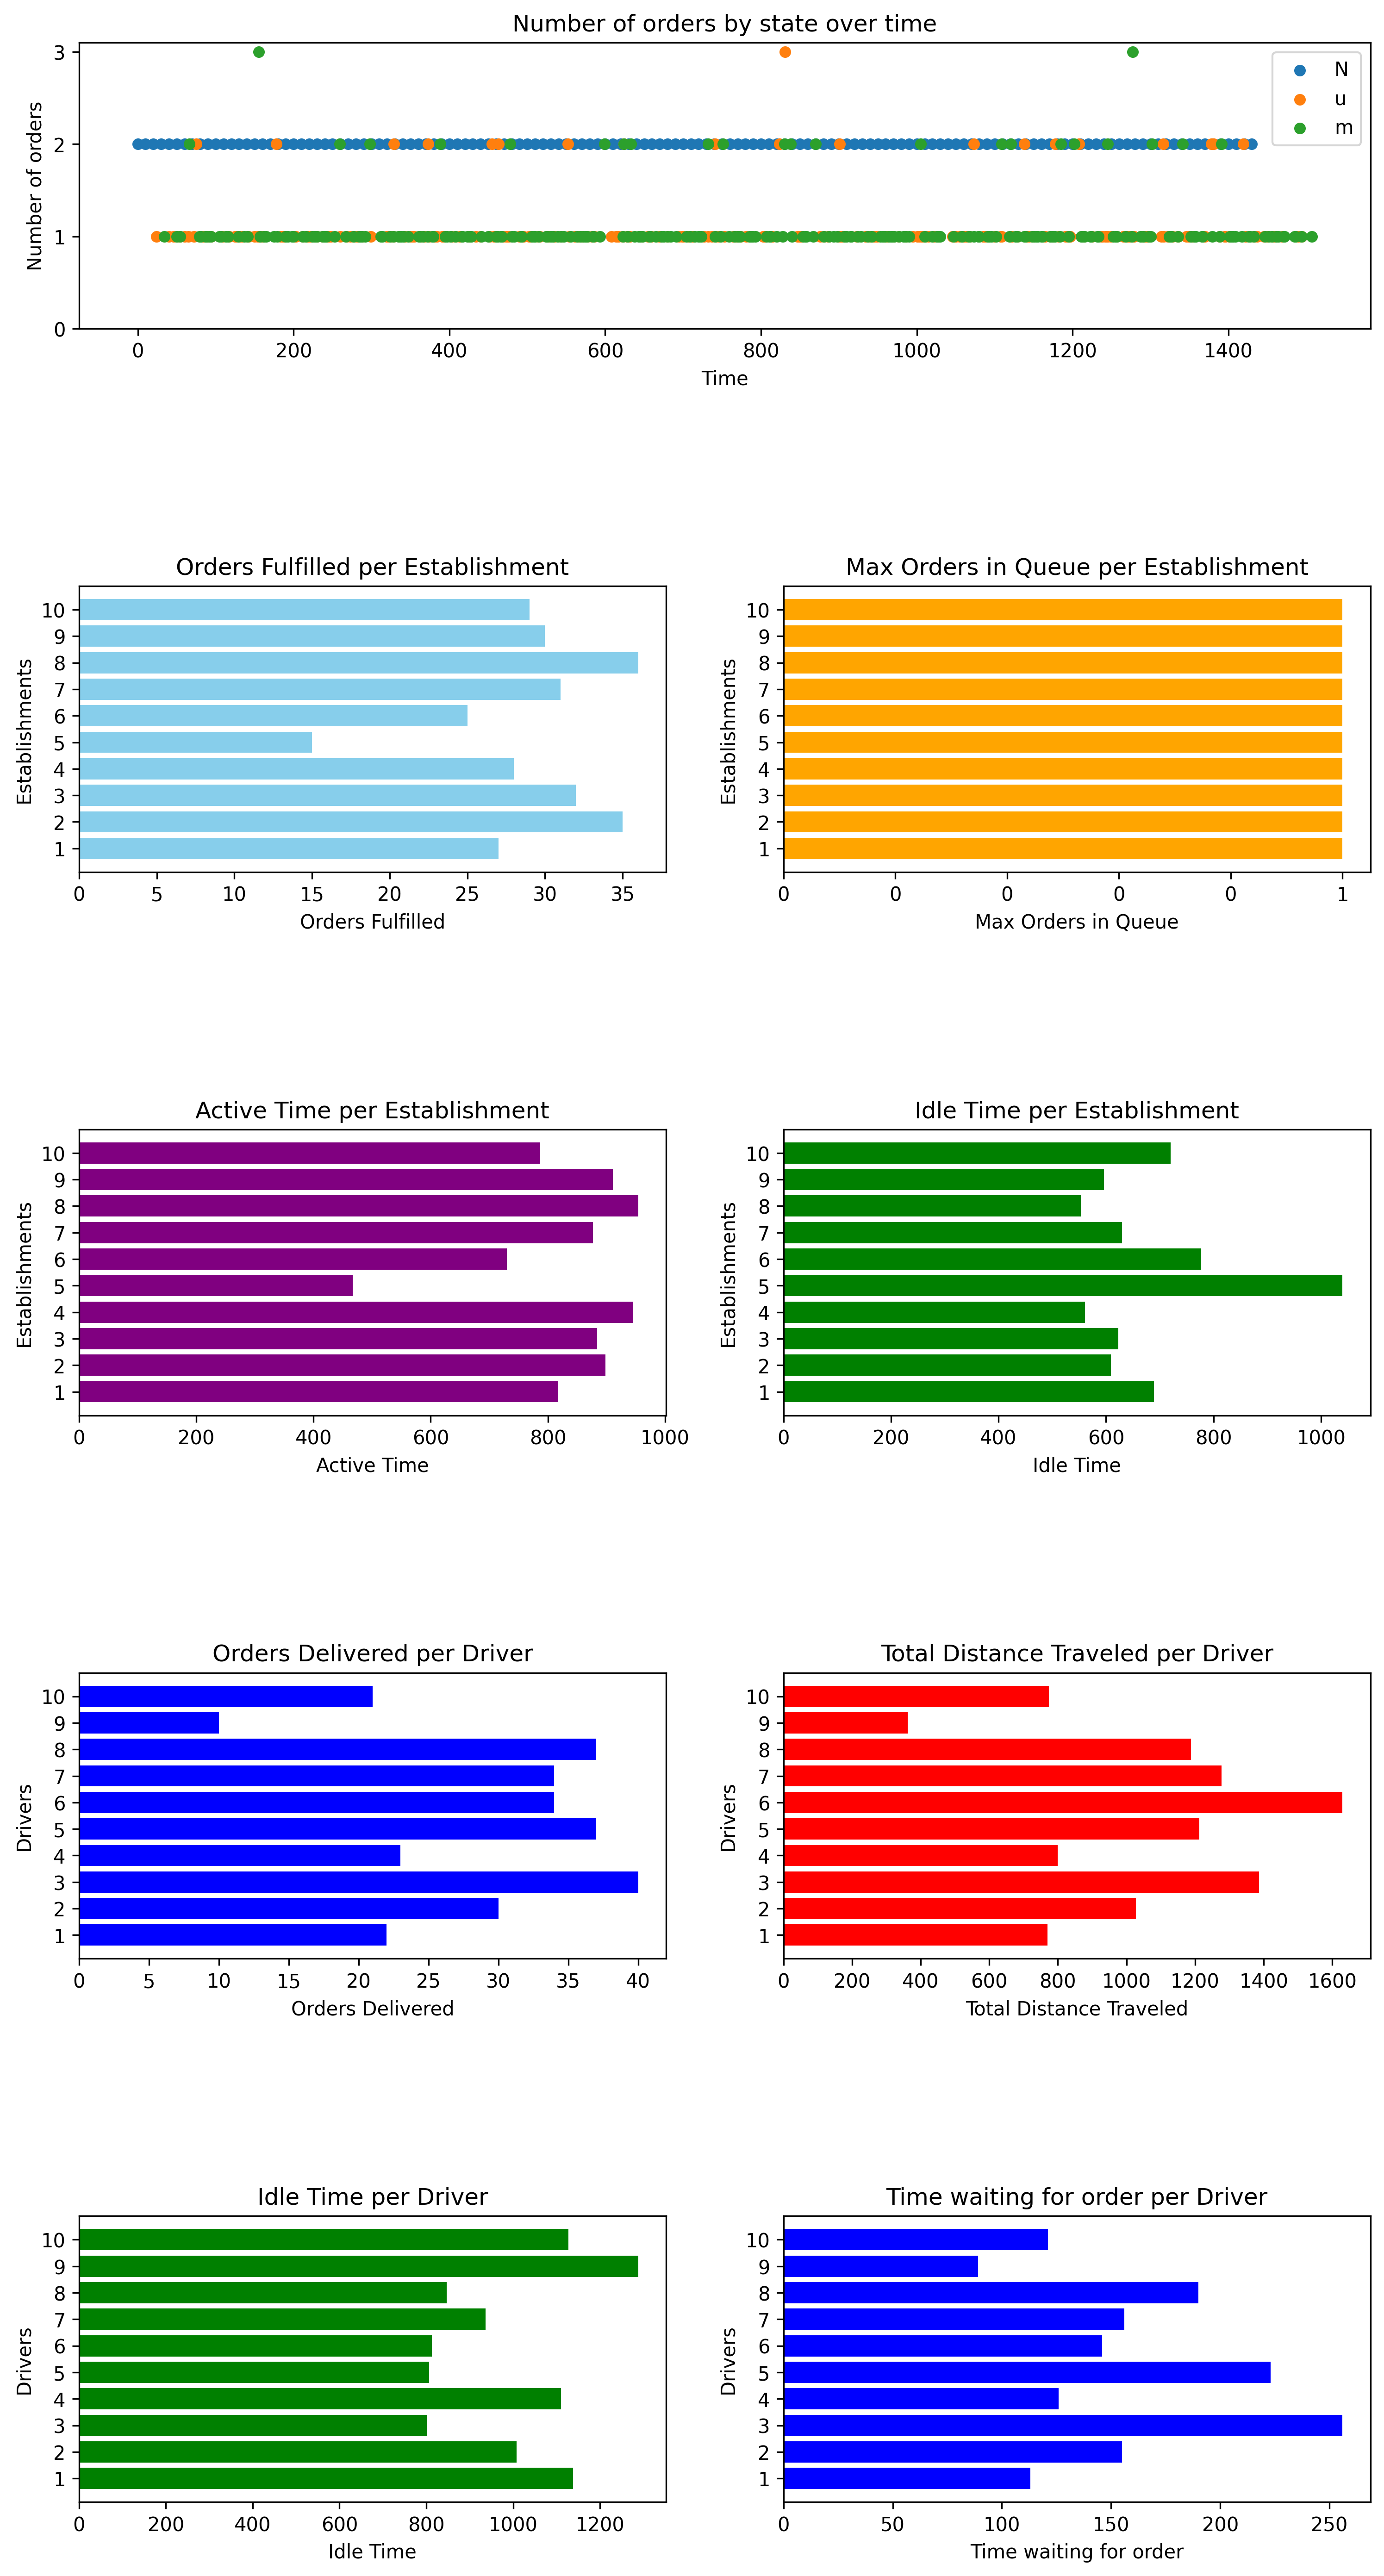 Number of orders by state over time
Number of orders
3
2
1
0
N
u
m
0 200 400 600 800 1000 1200 1400
Time
Orders Fulfilled per Establishment
Establishments
10
9
8
7
6
5
4
3
2
1
0 5 10 15 20 25 30 35
Orders Fulfilled
Max Orders in Queue per Establishment
Establishments
10
9
8
7
6
5
4
3
2
1
0 0 0 0 0 1
Max Orders in Queue
Active Time per Establishment
Establishments
10
9
8
7
6
5
4
3
2
1
0 200 400 600 800 1000
Active Time
Idle Time per Establishment
Establishments
10
9
8
7
6
5
4
3
2
1
0 200 400 600 800 1000
Idle Time
Orders Delivered per Driver
Drivers
10
9
8
7
6
5
4
3
2
1
0 5 10 15 20 25 30 35 40
Orders Delivered
Total Distance Traveled per Driver
Drivers
10
9
8
7
6
5
4
3
2
1
0 200 400 600 800 1000 1200 1400 1600
Total Distance Traveled
Idle Time per Driver
Drivers
10
9
8
7
6
5
4
3
2
1
0 200 400 600 800 1000 1200
Idle Time
Time waiting for order per Driver
Drivers
10
9
8
7
6
5
4
3
2
1
0 50 100 150 200 250
Time waiting for order